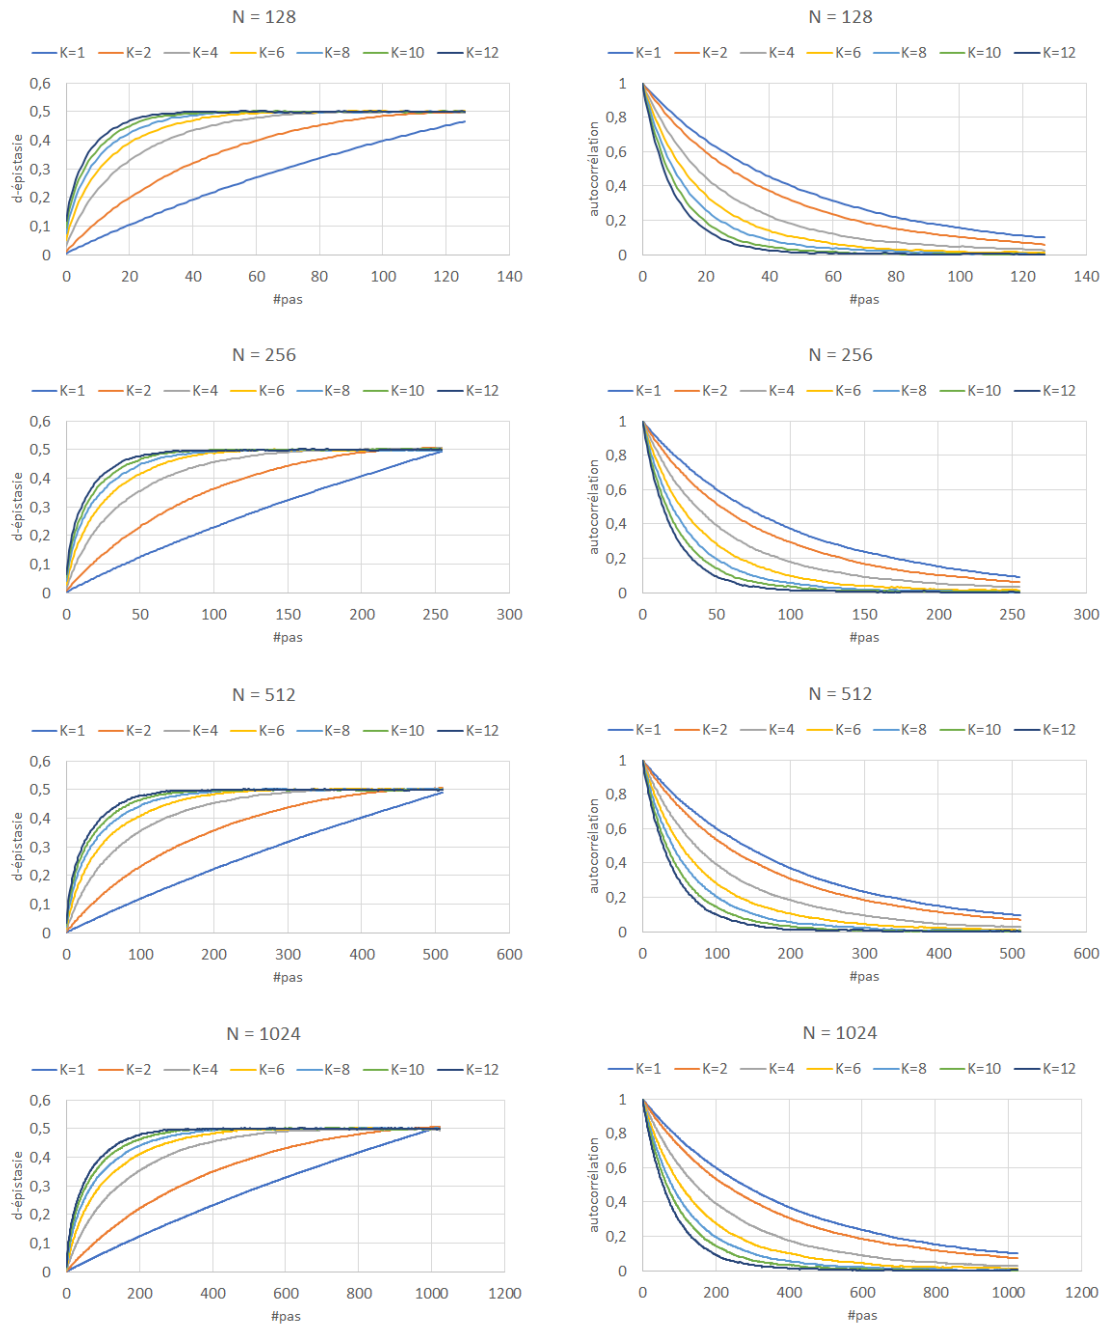 N = 128
K=1 K=2 K=4 K=6 K=8 K=10 K=12
0,6
0,5
0,4
0,3
0,2
0,1
0
d-épistasie
0 20 40 60 80 100 120 140
#pas
N = 128
K=1 K=2 K=4 K=6 K=8 K=10 K=12
1
0,8
0,6
0,4
0,2
0
autocorrélation
0 20 40 60 80 100 120 140
#pas
N = 256
K=1 K=2 K=4 K=6 K=8 K=10 K=12
0,6
0,5
0,4
0,3
0,2
0,1
0
d-épistasie
0 50 100 150 200 250 300
#pas
N = 256
K=1 K=2 K=4 K=6 K=8 K=10 K=12
1
0,8
0,6
0,4
0,2
0
autocorrélation
0 50 100 150 200 250 300
#pas
N = 512
K=1 K=2 K=4 K=6 K=8 K=10 K=12
0,6
0,5
0,4
0,3
0,2
0,1
0
d-épistasie
0 100 200 300 400 500 600
#pas
N = 512
K=1 K=2 K=4 K=6 K=8 K=10 K=12
1
0,8
0,6
0,4
0,2
0
autocorrélation
0 100 200 300 400 500 600
#pas
N = 1024
K=1 K=2 K=4 K=6 K=8 K=10 K=12
0,6
0,5
0,4
0,3
0,2
0,1
0
d-épistasie
0 200 400 600 800 1000 1200
#pas
N = 1024
K=1 K=2 K=4 K=6 K=8 K=10 K=12
1
0,8
0,6
0,4
0,2
0
autocorrélation
0 200 400 600 800 1000 1200
#pas